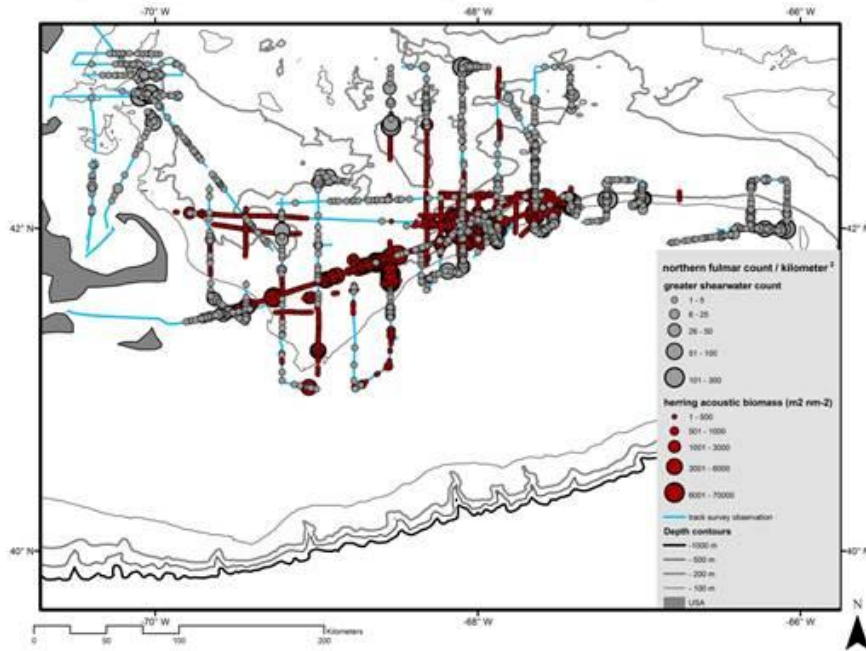 -70° W -68° W -66° W
42° N 42° N
northern fulmar count / kilometer 2
greater shearwater count
1 - 5
6 - 25
26 - 50
51 - 100
101 - 300
herring acoustic biomass (m2 nm-2)
1 - 500
501 - 1000
1001 - 3000
3001 - 6000
6001 - 70000
track survey observation
Depth contours
-1000 m
- 500 m
- 200 m
- 100 m
USA
40° N 40° N
-70° W -68° W -66° W
N
Kilometers
0 50 100 200